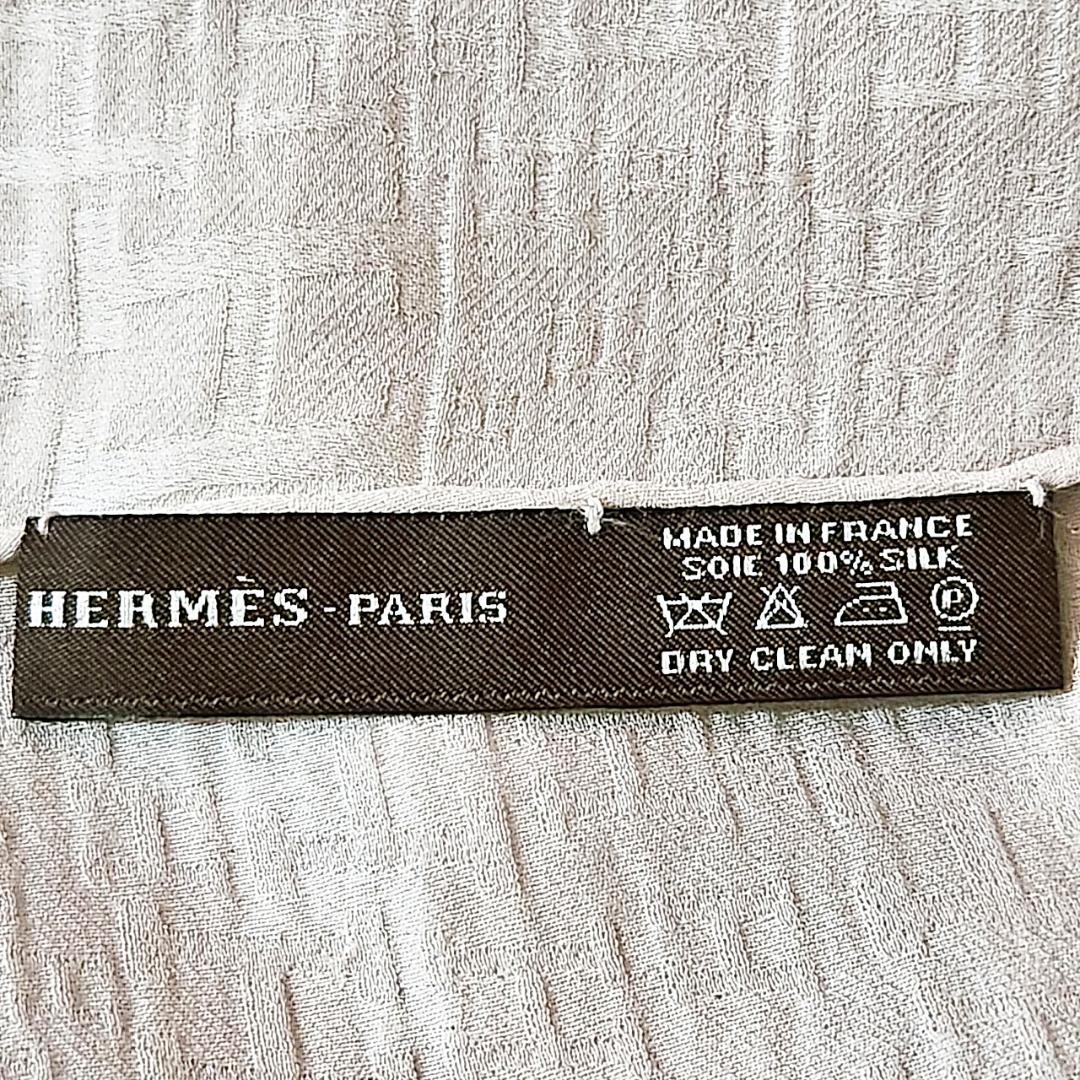 HERMÈS-PARIS
MADE IN FRANCE
SOIE 100% SILK
P
DRY CLEAN ONLY